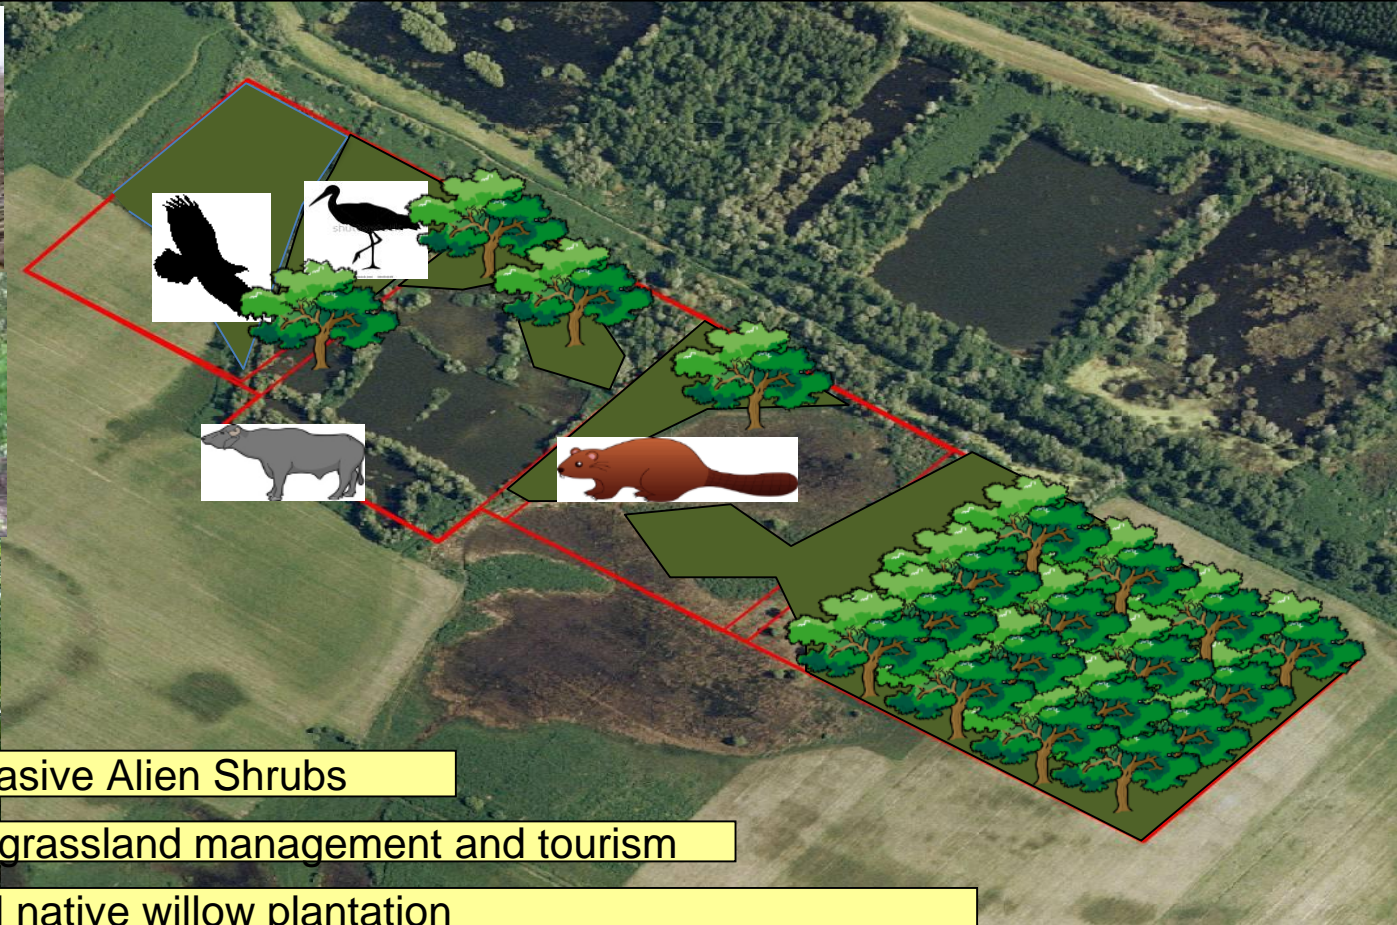 asive Alien Shrubs
grassland management and tourism
native willow plantation